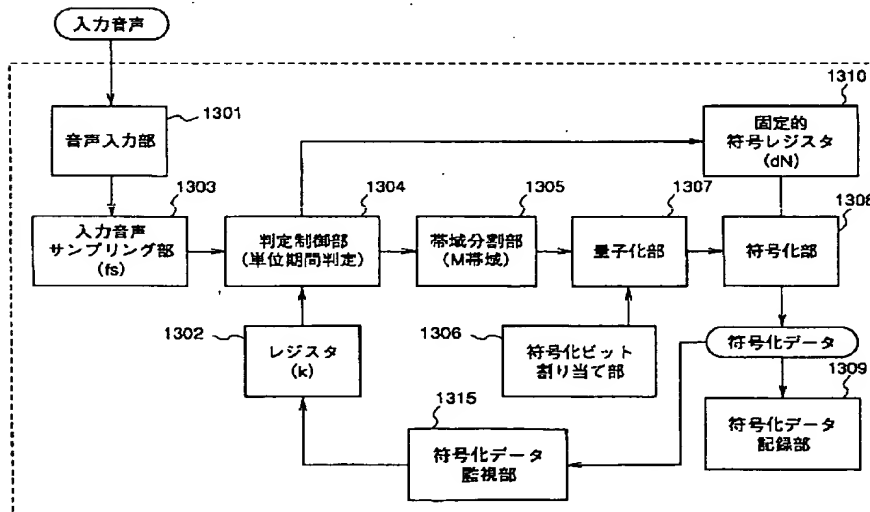 入力音声
1301
音声入力部
1310
固定的
符号レジスタ
(dN)
1303
入力音声
サンプリング部
(fs)
1304
判定制御部
(単位期間判定)
1305
帯域分割部
(M帯域)
1307
量子化部
1308
符号化部
1302
レジスタ
(k)
1306
符号化ビット
割り当て部
符号化データ
1309
符号化データ
記録部
1315
符号化データ
監視部